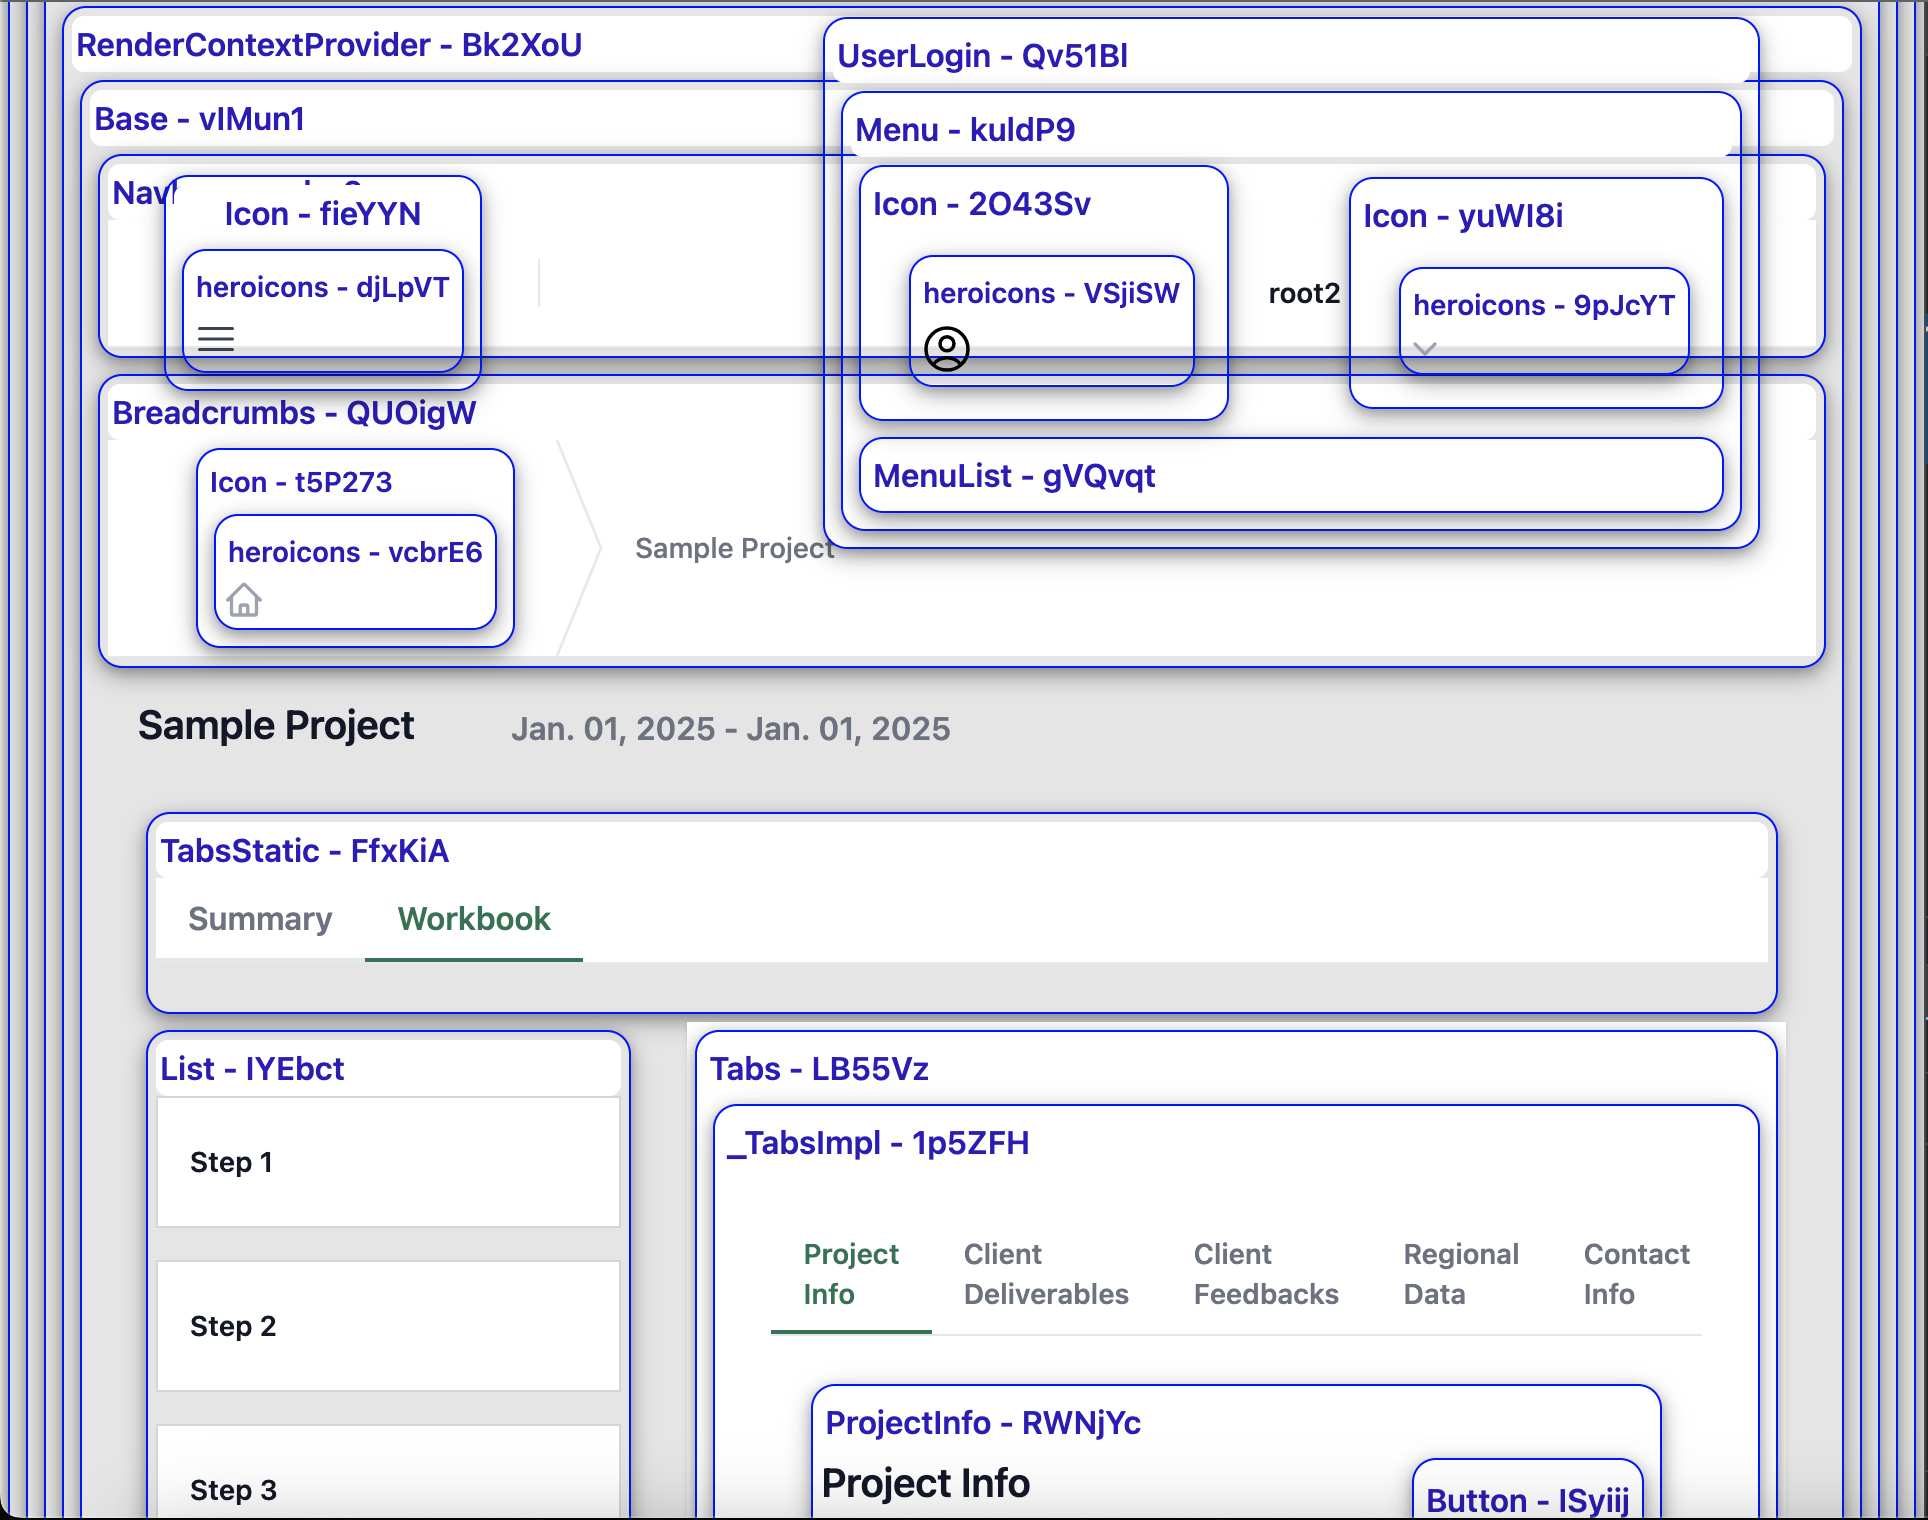 RenderContextProvider - Bk2XoU
UserLogin - Qv51Bl
Base - vlMun1
Menu - kuldP9
Icon - fieYYN
Icon - 2O43Sv
Icon - yuWI8i
heroicons - djLpVT
heroicons - VSjiSW
root2
heroicons - 9pJcYT
Breadcrumbs - QUOigW
MenuList - gVQvqt
Icon - t5P273
heroicons - vcbrE6
Sample Project
Sample Project
Jan. 01, 2025 - Jan. 01, 2025
TabsStatic - FfxKiA
Summary
Workbook
List - IYEbct
Step 1
Step 2
Step 3
Tabs - LB55Vz
_TabsImpl - 1p5ZFH
Project
Info
Client
Deliverables
Client
Feedbacks
Regional
Data
Contact
Info
ProjectInfo - RWNjYc
Project Info
Button - ISyiij